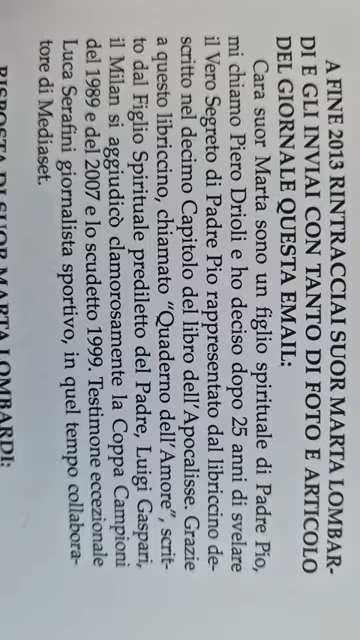 A FINE 2013 RINTRACCIAI SUOR MARTA LOMBAR-
DI E GLI INVIAI CON TANTO DI FOTO E ARTICOLO
DEL GIORNALE QUESTA EMAIL:
Cara suor Marta sono un figlio spirituale di Padre Pio,
mi chiamo Piero Drioli e ho deciso dopo 25 anni di svelare
il Vero Segreto di Padre Pio rappresentato dal libriccino de-
scritto nel decimo Capitolo del libro dell'Apocalisse. Grazie
a questo libriccino, chiamato "Quaderno dell'Amore", scrit-
to dal Figlio Spirituale prediletto del Padre, Luigi Gaspari,
il Milan si aggiudicò clamorosamente la Coppa Campioni
del 1989 e del 2007 e lo scudetto 1999. Testimone eccezionale
Luca Serafini giornalista sportivo, in quel tempo collabora-
tore di Mediaset.
RISPOSTA DI SUOR MARTA LOMBARDI: